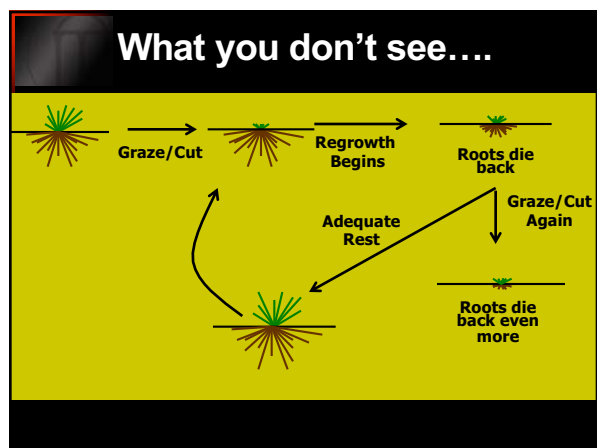 What you don't see....
Graze/Cut
Regrowth
Begins
Roots die
back
Adequate
Rest
Graze/Cut
Again
Roots die
back even
more